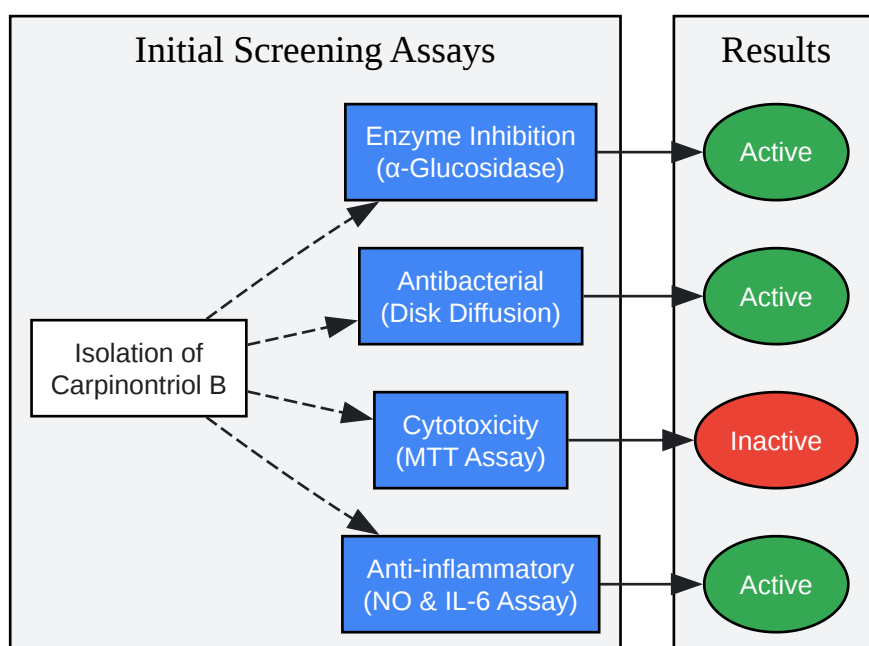 Initial Screening Assays
Results
Enzyme Inhibition
(α-Glucosidase)
Active
Antibacterial
(Disk Diffusion)
Active
Isolation of
Carpinontriol B
Cytotoxicity
(MTT Assay)
Inactive
Anti-inflammatory
(NO & IL-6 Assay)
Active